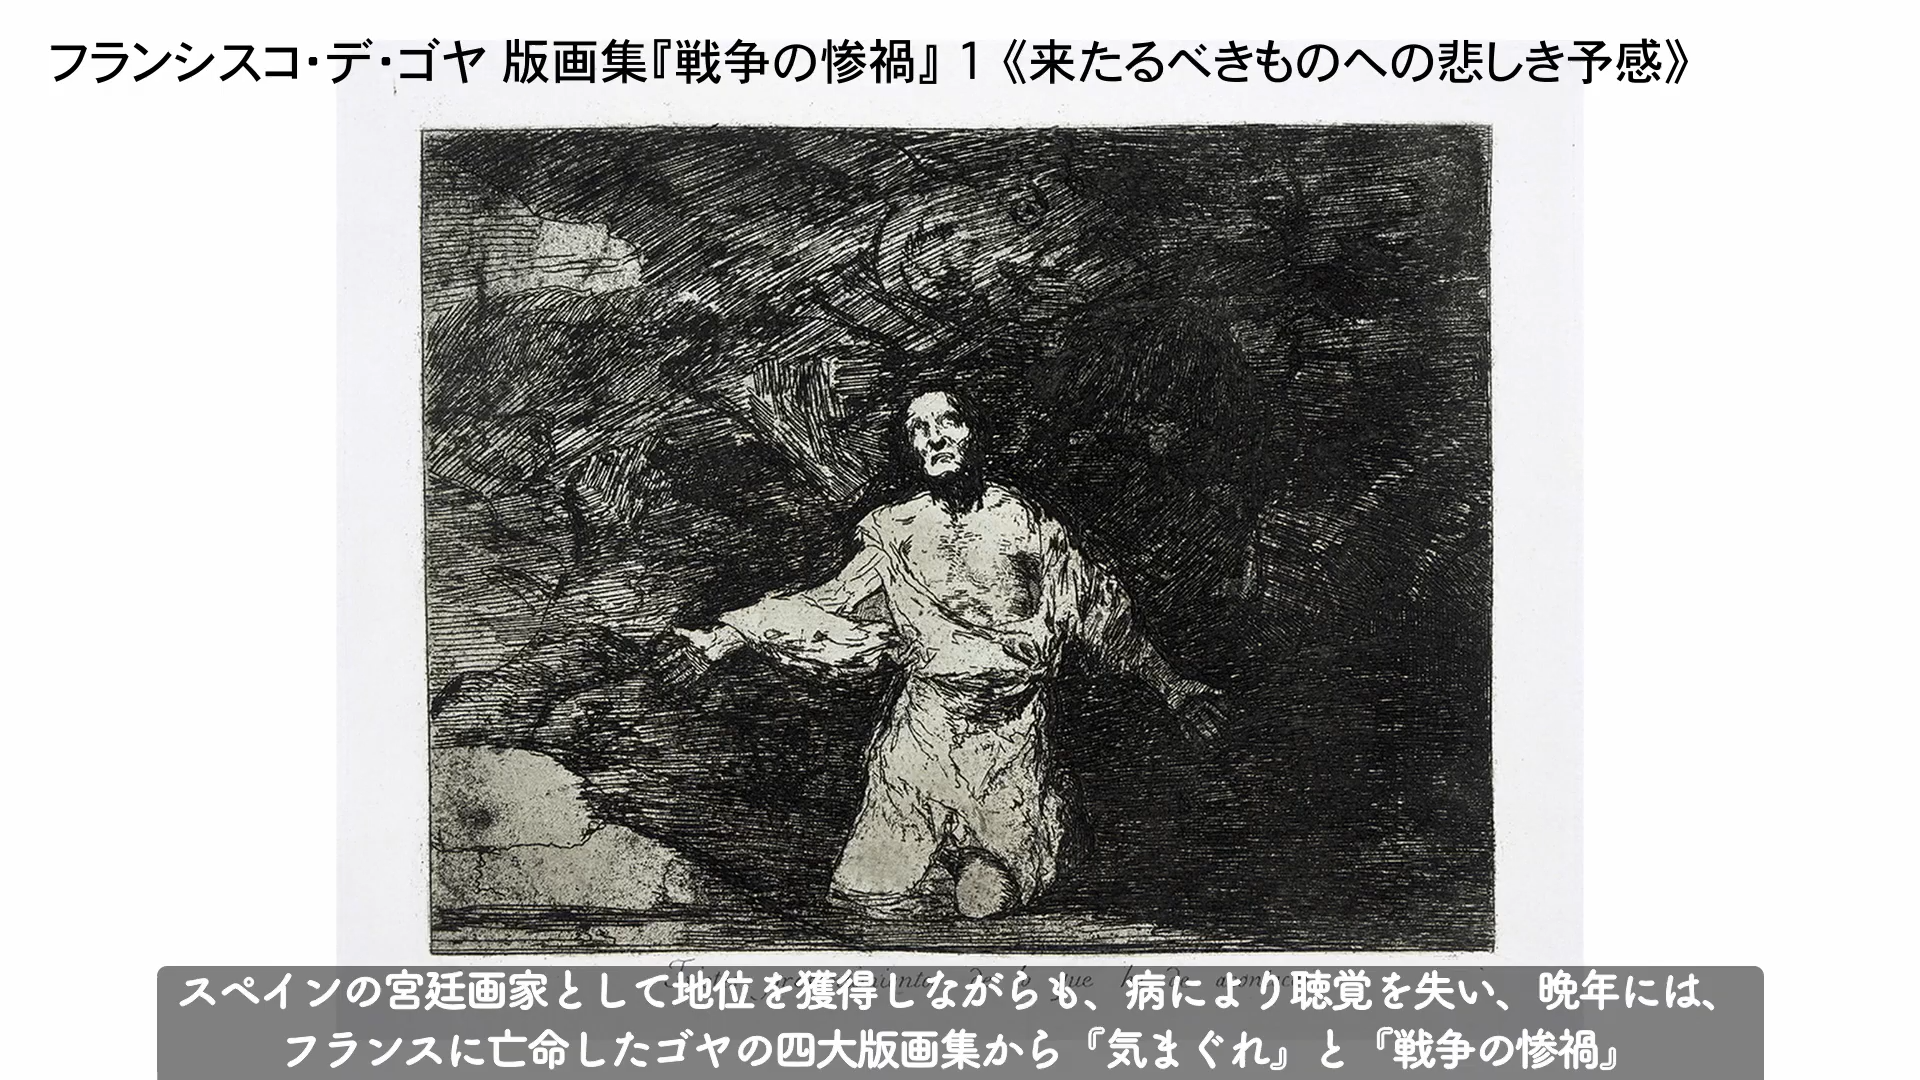 フランシスコ・デ・ゴヤ 版画集『戦争の惨禍』 1 《来たるべきものへの悲しき予感》
スペインの宮廷画家として地位を獲得しながらも、病により聴覚を失い、晩年には、
フランスに亡命したゴヤの四大版画集から『気まぐれ』と『戦争の惨禍』